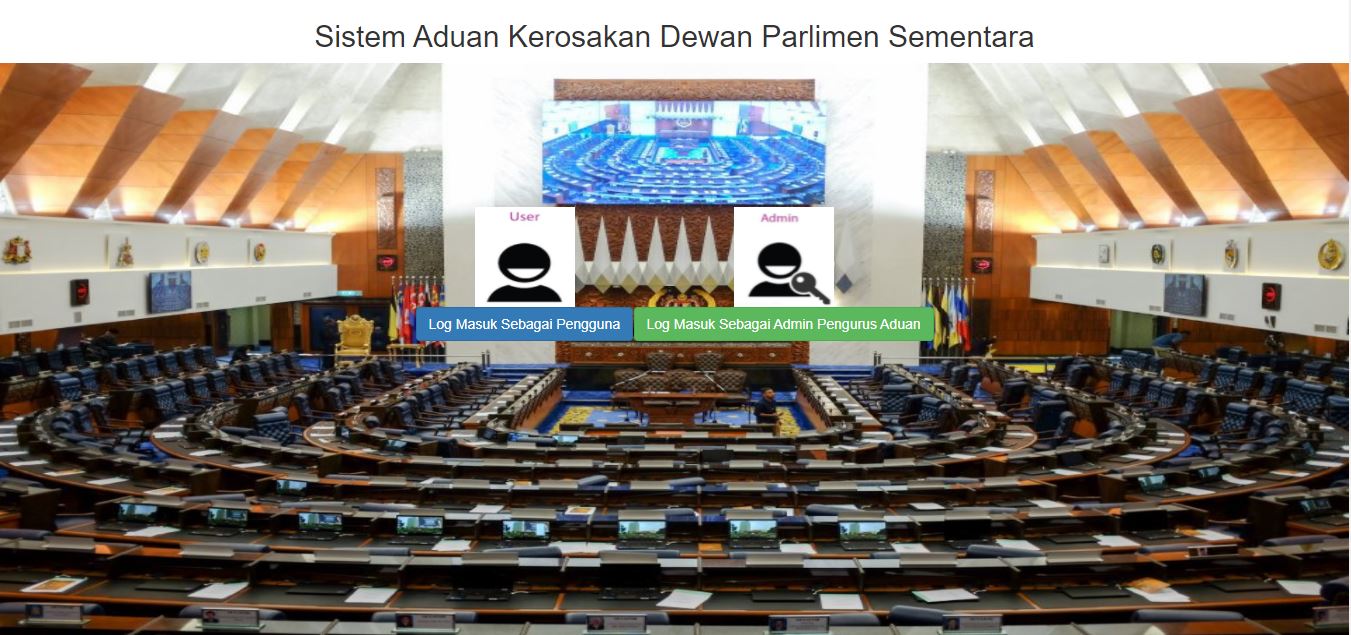 Sistem Aduan Kerosakan Dewan Parlimen Sementara
User
Admin
Log Masuk Sebagai Pengguna
Log Masuk Sebagai Admin Pengurus Aduan